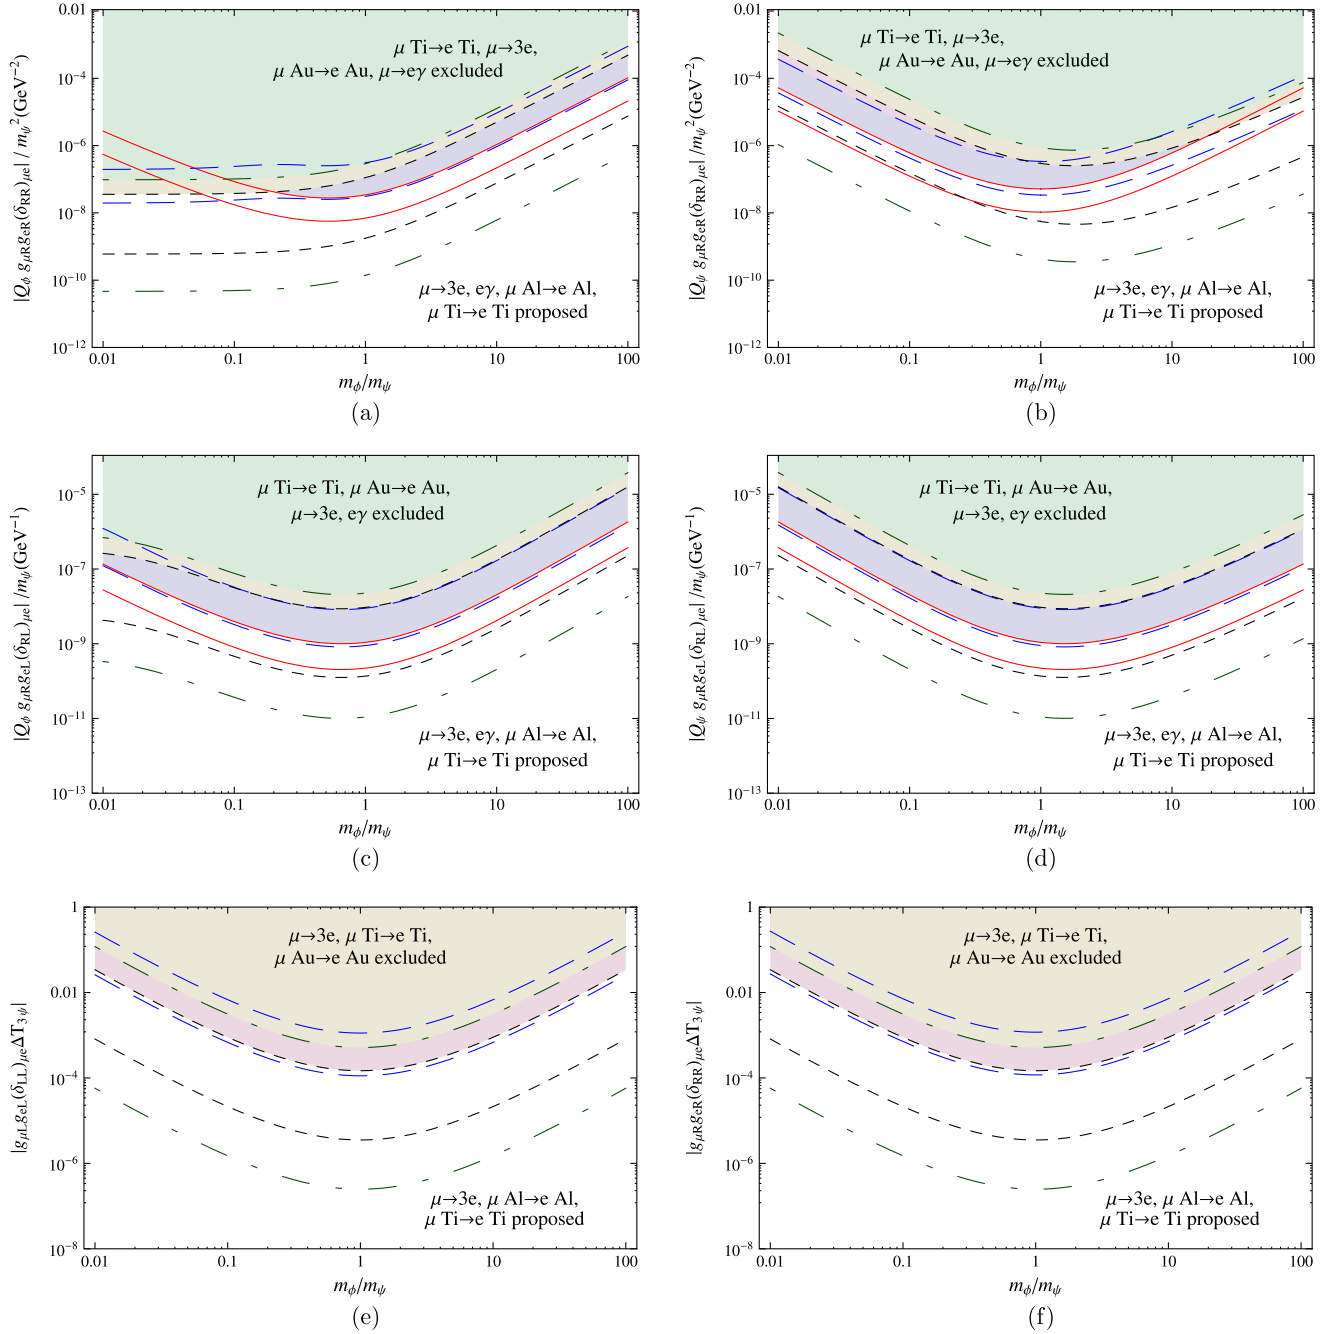 |Q_ϕ g_μR g_eR(δ_RR)_μe| / m_ψ^2 (GeV^−2)
0.01
10^−4
10^−6
10^−8
10^−10
10^−12
μ Ti→e Ti, μ→3e,
μ Au→e Au, μ→eγ excluded
μ→3e, eγ, μ Al→e Al,
μ Ti→e Ti proposed
0.01 0.1 1 10 100
m_ϕ/m_ψ
(a)
|Q_ψ g_μR g_eR(δ_RR)_μe| / m_ψ^2 (GeV^−2)
0.01
10^−4
10^−6
10^−8
10^−10
10^−12
μ Ti→e Ti, μ→3e,
μ Au→e Au, μ→eγ excluded
μ→3e, eγ, μ Al→e Al,
μ Ti→e Ti proposed
0.01 0.1 1 10 100
m_ϕ/m_ψ
(b)
|Q_ϕ g_μR g_eL(δ_RL)_μe| / m_ψ (GeV^−1)
10^−5
10^−7
10^−9
10^−11
10^−13
μ Ti→e Ti, μ Au→e Au,
μ→3e, eγ excluded
μ→3e, eγ, μ Al→e Al,
μ Ti→e Ti proposed
0.01 0.1 1 10 100
m_ϕ/m_ψ
(c)
|Q_ψ g_μR g_eL(δ_RL)_μe| / m_ψ (GeV^−1)
10^−5
10^−7
10^−9
10^−11
10^−13
μ Ti→e Ti, μ Au→e Au,
μ→3e, eγ excluded
μ→3e, eγ, μ Al→e Al,
μ Ti→e Ti proposed
0.01 0.1 1 10 100
m_ϕ/m_ψ
(d)
|g_μL g_eL(δ_LL)_μe ΔT_3ψ|
1
0.01
10^−4
10^−6
10^−8
μ→3e, μ Ti→e Ti,
μ Au→e Au excluded
μ→3e, μ Al→e Al,
μ Ti→e Ti proposed
0.01 0.1 1 10 100
m_ϕ/m_ψ
(e)
|g_μR g_eR(δ_RR)_μe ΔT_3ψ|
1
0.01
10^−4
10^−6
10^−8
μ→3e, μ Ti→e Ti,
μ Au→e Au excluded
μ→3e, μ Al→e Al,
μ Ti→e Ti proposed
0.01 0.1 1 10 100
m_ϕ/m_ψ
(f)